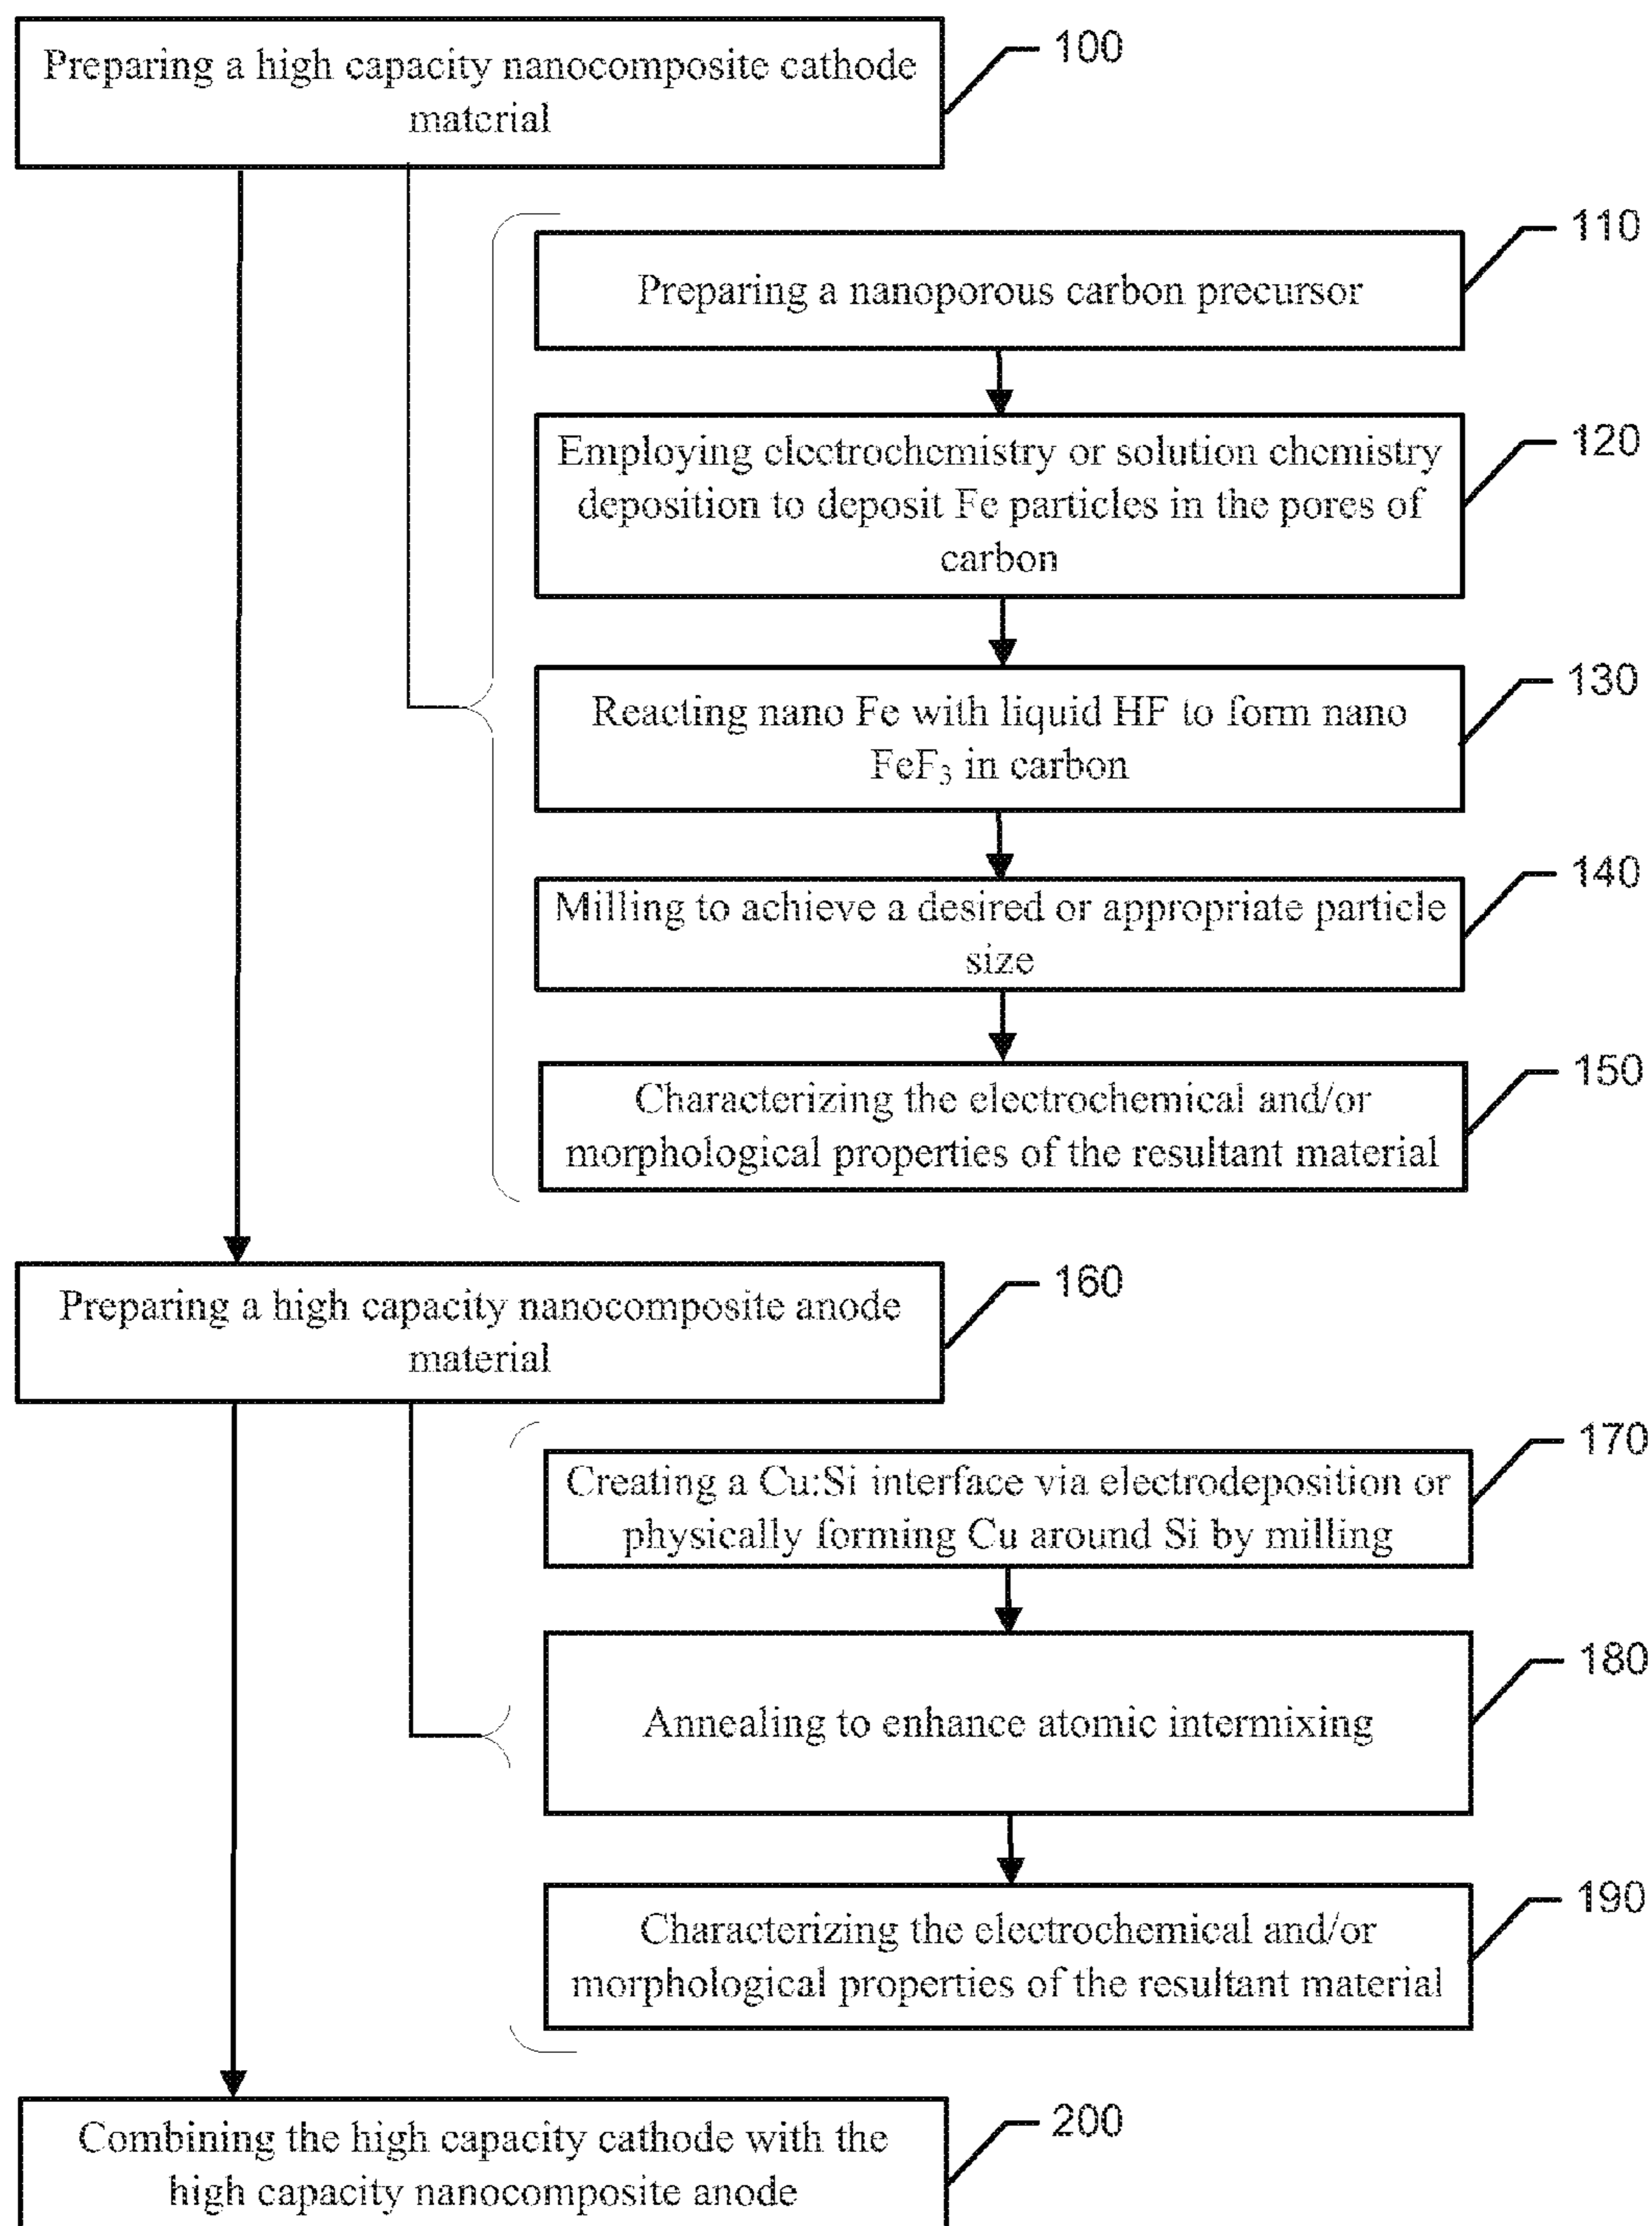 Preparing a high capacity nanocomposite cathode
material
100
110
Preparing a nanoporous carbon precursor
120
Employing electrochemistry or solution chemistry
deposition to deposit Fe particles in the pores of
carbon
130
Reacting nano Fe with liquid HF to form nano
FeF₃ in carbon
140
Milling to achieve a desired or appropriate particle
size
150
Characterizing the electrochemical and/or
morphological properties of the resultant material
160
Preparing a high capacity nanocomposite anode
material
170
Creating a Cu:Si interface via electrodeposition or
physically forming Cu around Si by milling
180
Annealing to enhance atomic intermixing
190
Characterizing the electrochemical and/or
morphological properties of the resultant material
200
Combining the high capacity cathode with the
high capacity nanocomposite anode